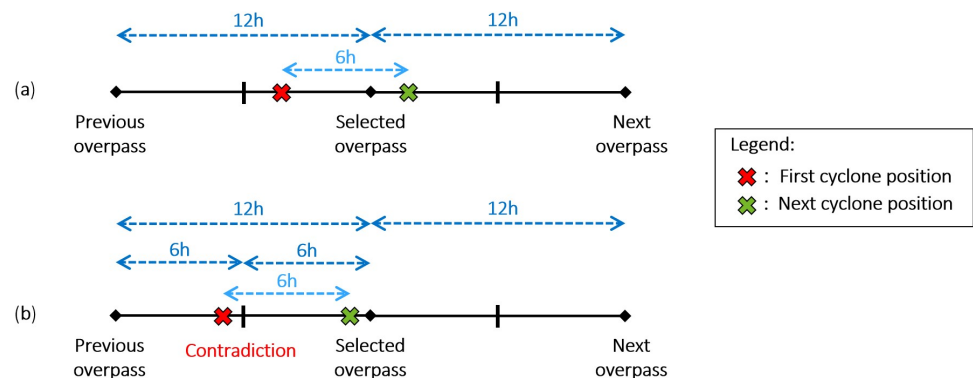 12h 12h
6h
(a)
Previous overpass
Selected overpass
Next overpass
Legend:
: First cyclone position
: Next cyclone position
12h 12h
6h 6h
6h
(b)
Previous overpass
Contradiction
Selected overpass
Next overpass